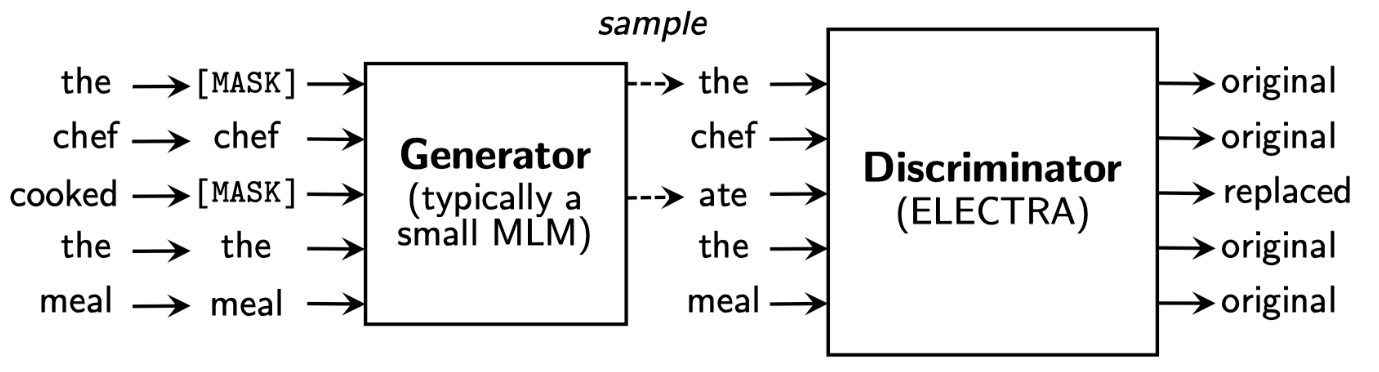 sample
the [MASK] the original
chef chef chef original
Generator
(typically a
small MLM)
Discriminator
(ELECTRA)
cooked [MASK] ate replaced
the the the original
meal meal meal original